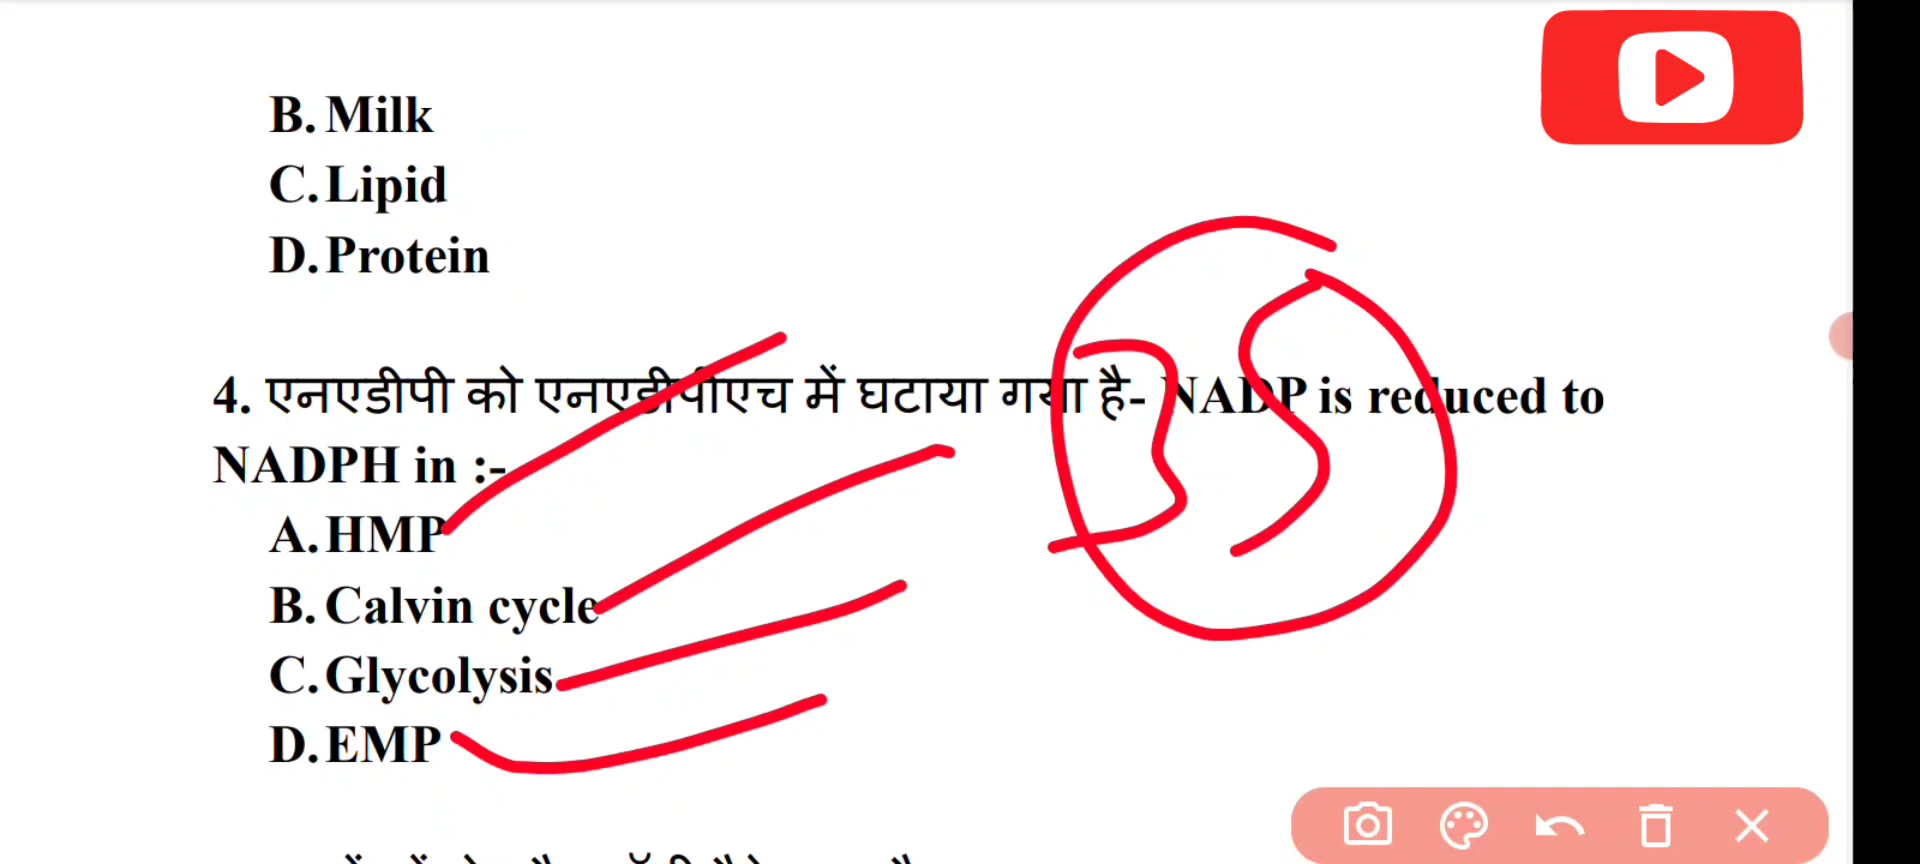 B. Milk
C. Lipid
D. Protein
4. एनएडीपी को एनएडीपीएच में घटाया गया है- NADP is reduced to
NADPH in :-
A. HMP
B. Calvin cycle
C. Glycolysis
D. EMP